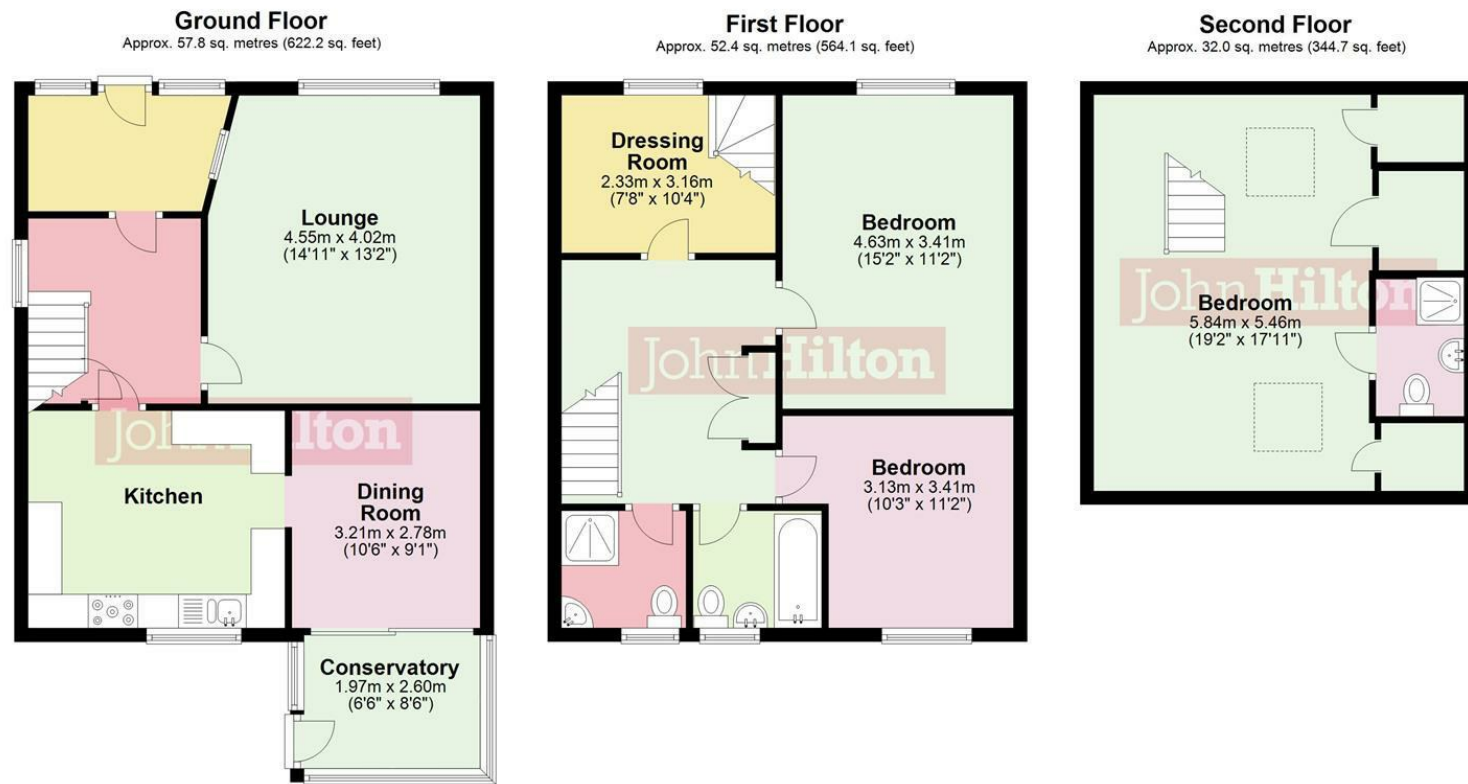 Ground Floor
Approx. 57.8 sq. metres (622.2 sq. feet)
Lounge
4.55m x 4.02m
(14'11" x 13'2")
John Hilton
Kitchen
Dining
Room
3.21m x 2.78m
(10'6" x 9'1")
Conservatory
1.97m x 2.60m
(6'6" x 8'6")
First Floor
Approx. 52.4 sq. metres (564.1 sq. feet)
Dressing
Room
2.33m x 3.16m
(7'8" x 10'4")
Bedroom
4.63m x 3.41m
(15'2" x 11'2")
John Hilton
Bedroom
3.13m x 3.41m
(10'3" x 11'2")
Second Floor
Approx. 32.0 sq. metres (344.7 sq. feet)
John Hilton
Bedroom
5.84m x 5.46m
(19'2" x 17'11")